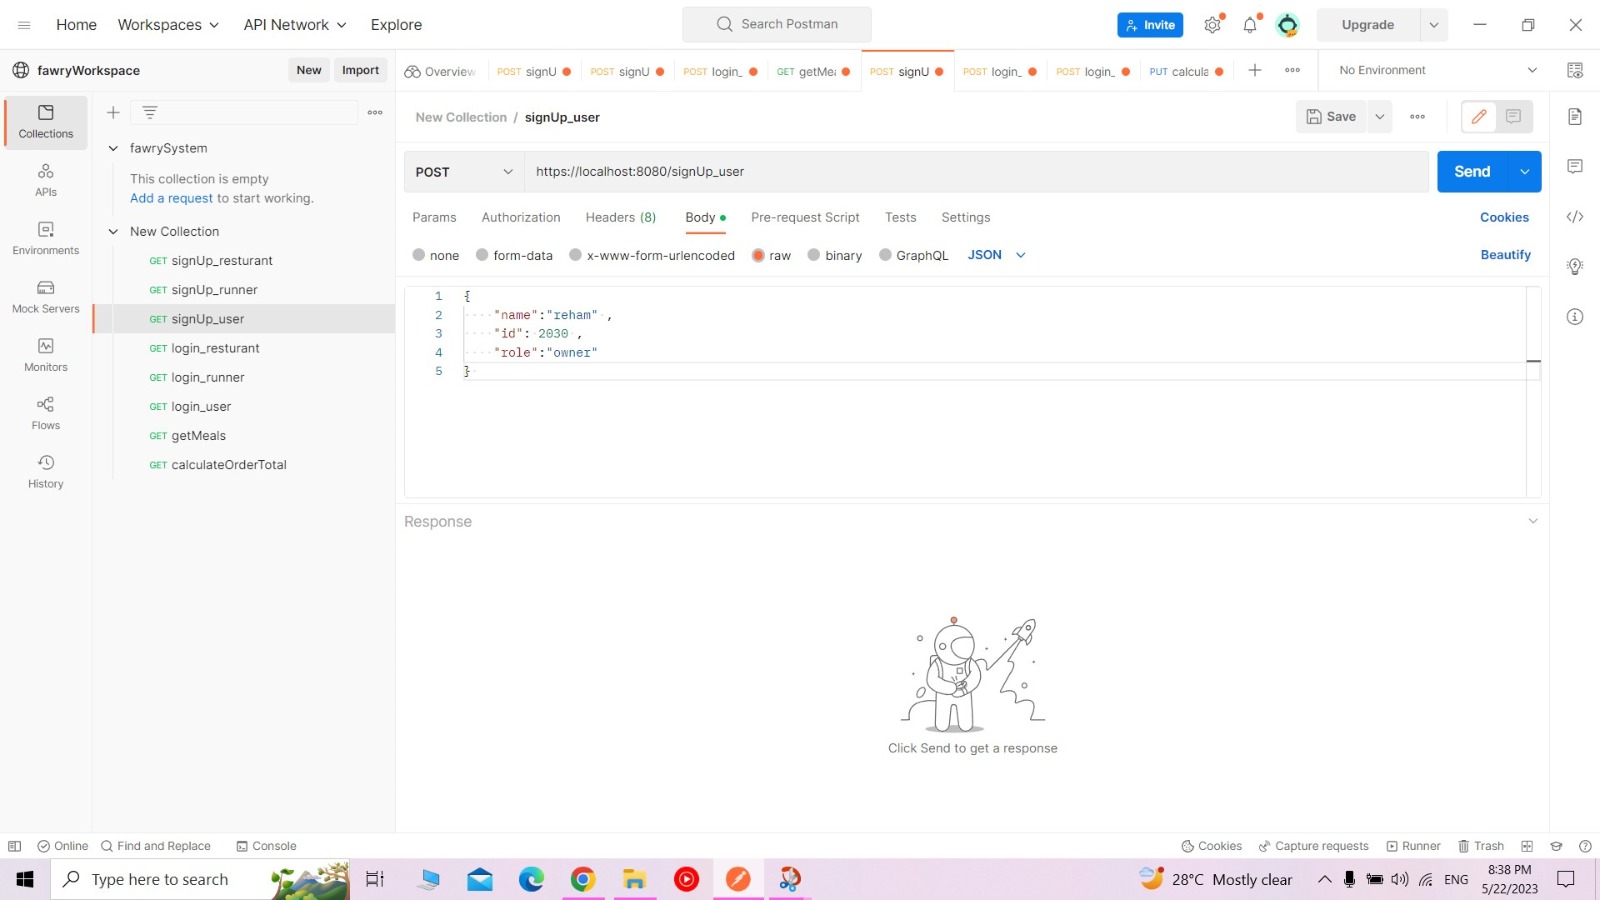 Home Workspaces API Network Explore Search Postman Invite Upgrade
fawryWorkspace New Import Overview POST signU POST signU POST login_ GET getMea POST signU POST login_ POST login_ PUT calcula No Environment
Collections
APIs
Environments
Mock Servers
Monitors
Flows
History
fawrySystem
This collection is empty
Add a request to start working.
New Collection
GET signUp_resturant
GET signUp_runner
GET signUp_user
GET login_resturant
GET login_runner
GET login_user
GET getMeals
GET calculateOrderTotal
New Collection / signUp_user Save
POST https://localhost:8080/signUp_user Send
Params Authorization Headers (8) Body Pre-request Script Tests Settings Cookies
none form-data x-www-form-urlencoded raw binary GraphQL JSON Beautify
1 {
2 "name":"reham" ,
3 "id": 2030 ,
4 "role":"owner"
5 }
Response
Click Send to get a response
Online Find and Replace Console Cookies Capture requests Runner Trash
Type here to search 28°C Mostly clear ENG 8:38 PM
5/22/2023